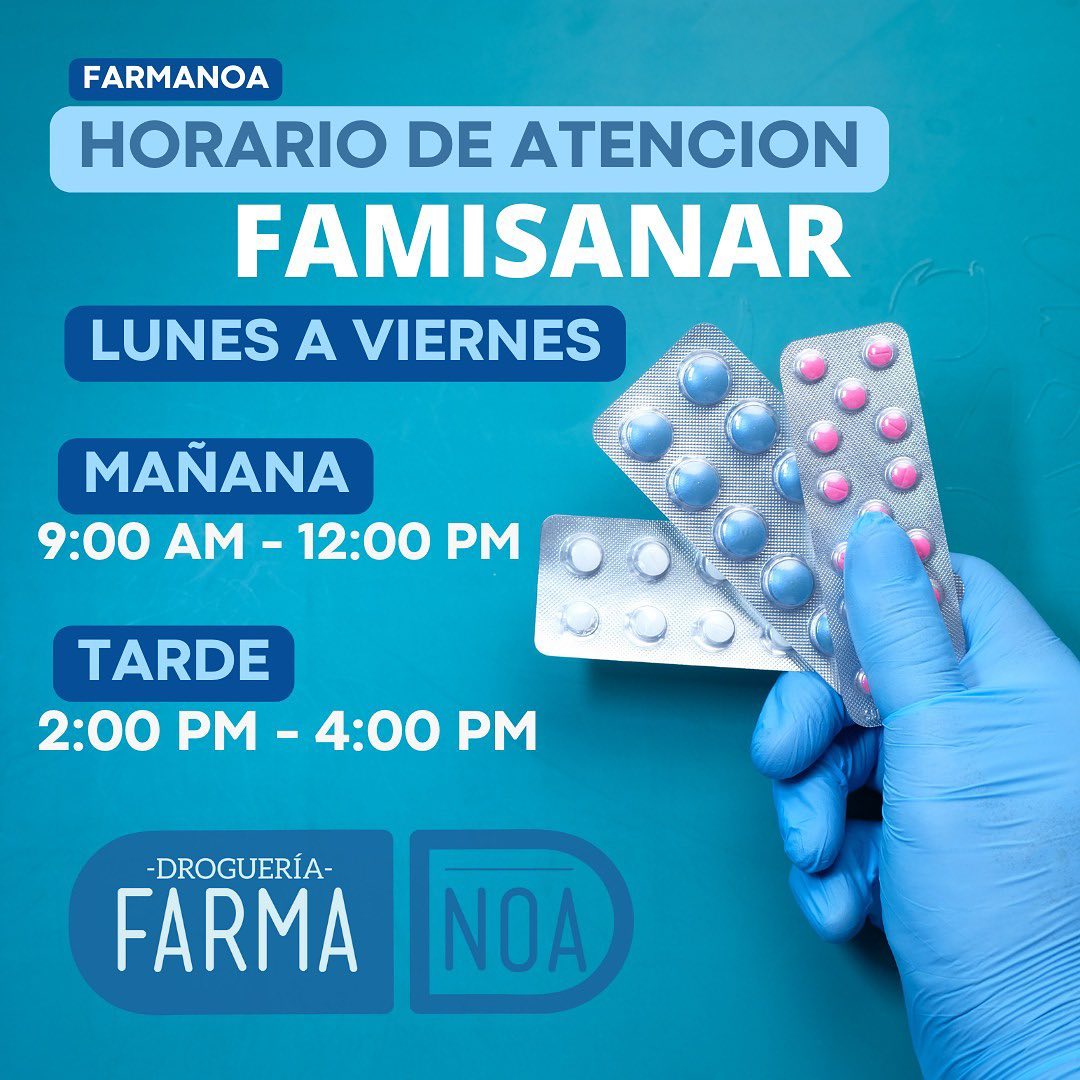 FARMANOA
HORARIO DE ATENCION
FAMISANAR
LUNES A VIERNES
MAÑANA
9:00 AM - 12:00 PM
TARDE
2:00 PM - 4:00 PM
-DROGUERÍA-
FARMA NOA